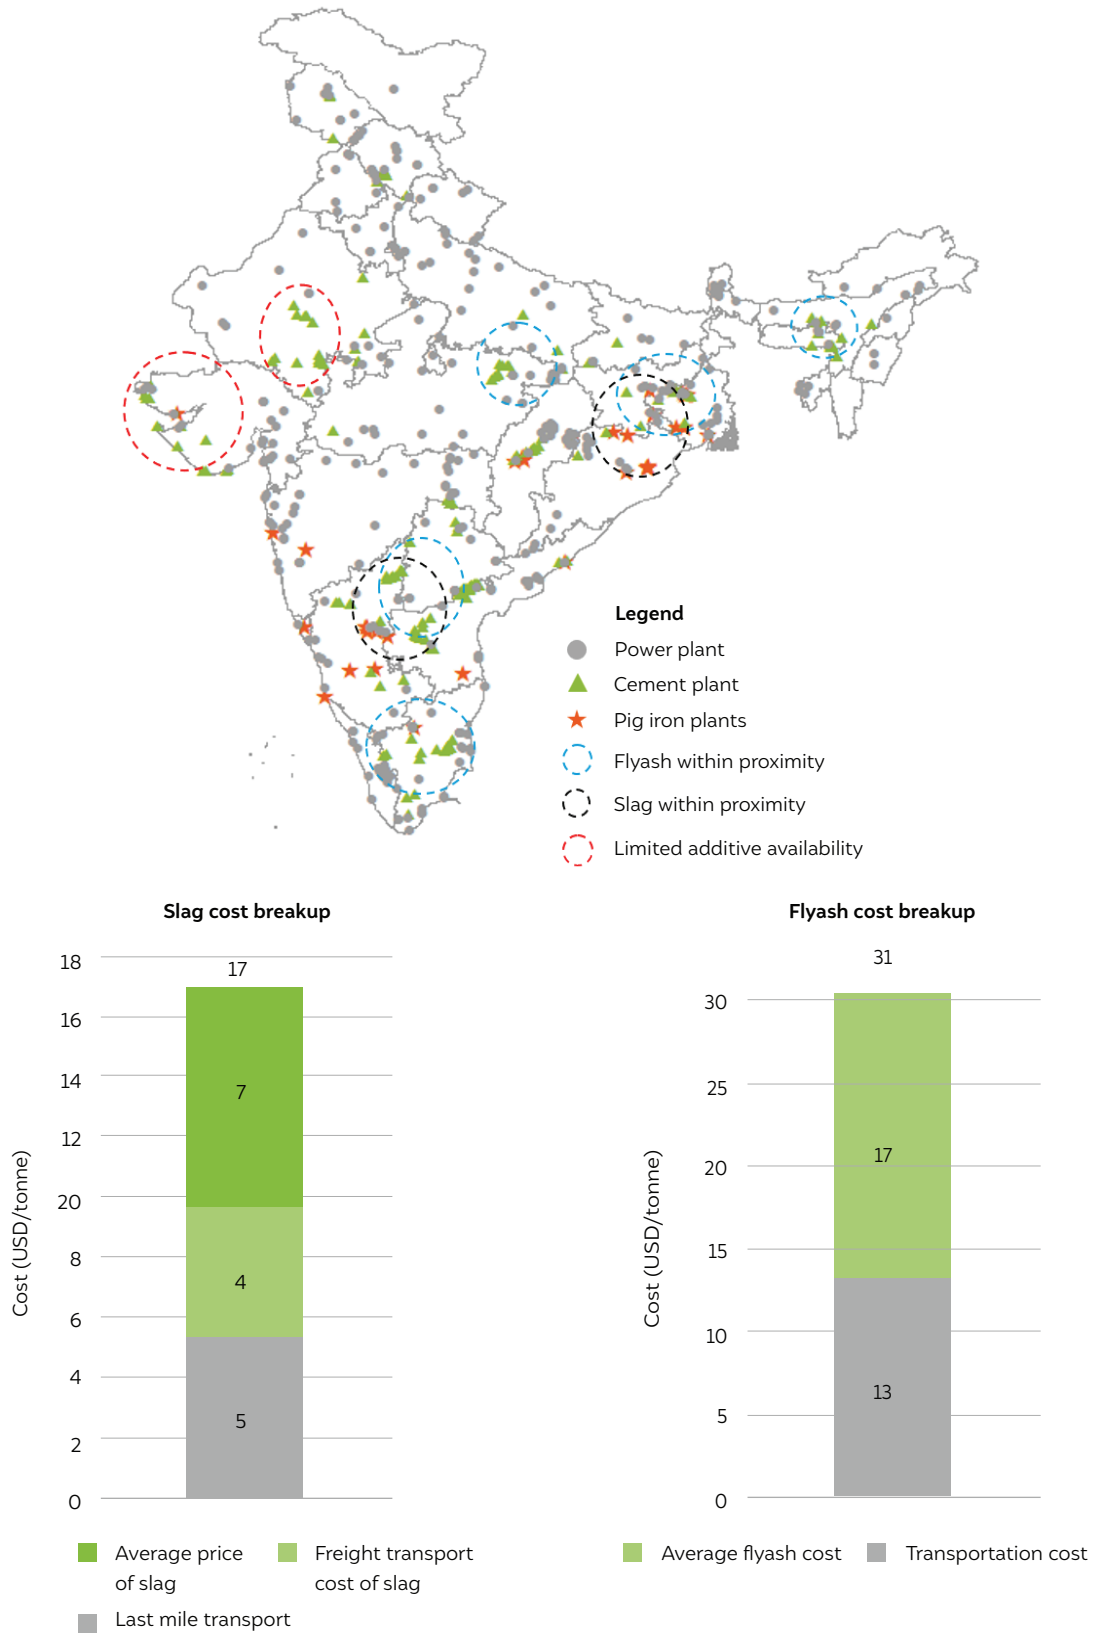 Legend
Power plant
Cement plant
Pig iron plants
Flyash within proximity
Slag within proximity
Limited additive availability
Slag cost breakup
18
16
14
12
20
8
6
4
2
0
Cost (USD/tonne)
17
7
4
5
Average price
of slag
Freight transport
cost of slag
Last mile transport
Flyash cost breakup
31
30
25
20
15
10
5
0
Cost (USD/tonne)
17
13
Average flyash cost
Transportation cost